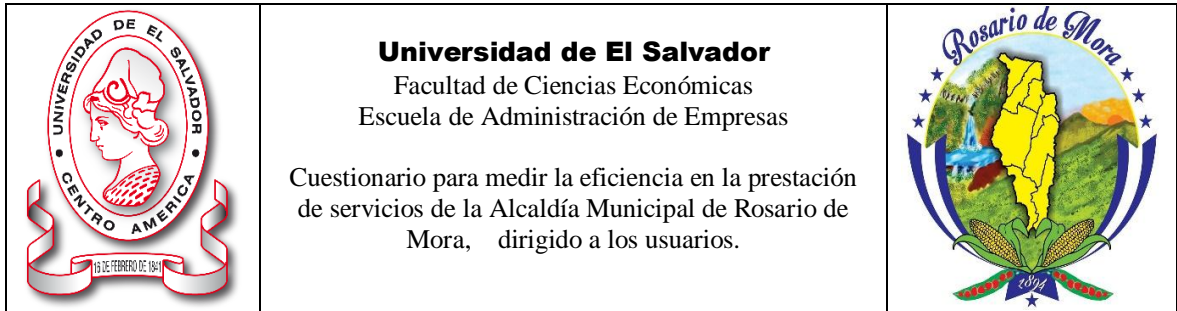 UNIVERSIDAD DE EL SALVADOR
CENTRO AMERICA
16 DE FEBRERO DE 1841
Universidad de El Salvador
Facultad de Ciencias Económicas
Escuela de Administración de Empresas
Cuestionario para medir la eficiencia en la prestación
de servicios de la Alcaldía Municipal de Rosario de
Mora, dirigido a los usuarios.
Rosario de Mora
1894